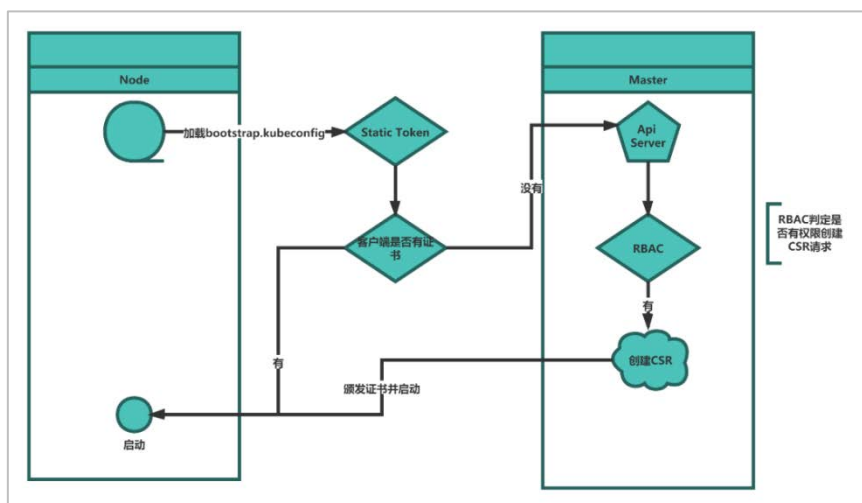 Node
Master
加载bootstrap.kubeconfig
Static Token
Api
Server
没有
客户端是否有证
书
RBAC
RBAC判定是
否有权限创建
CSR请求
有
有
创建CSR
颁发证书并启动
启动